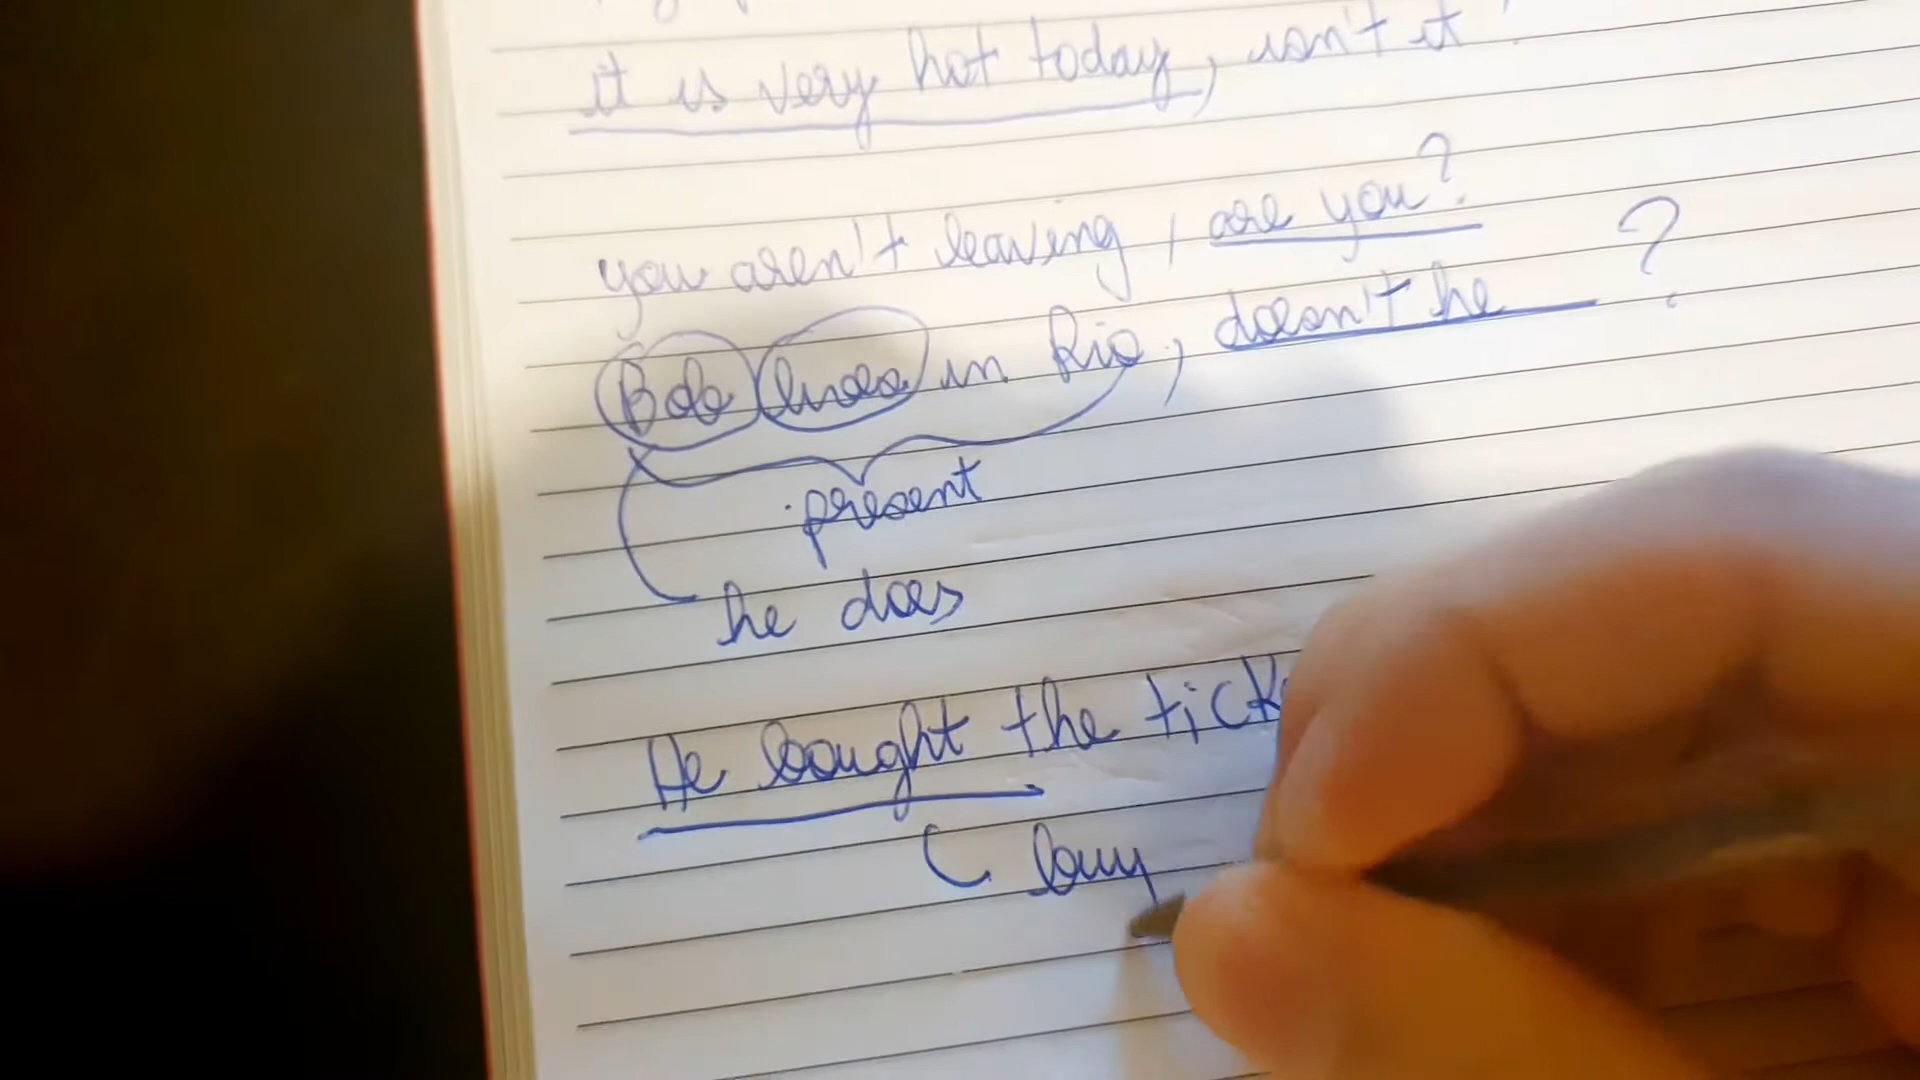 it is very hot today, isn't it
you aren't leaving, are you?
Bob lives in Rio, doesn't he ?
present
he does
He bought the tick
buy